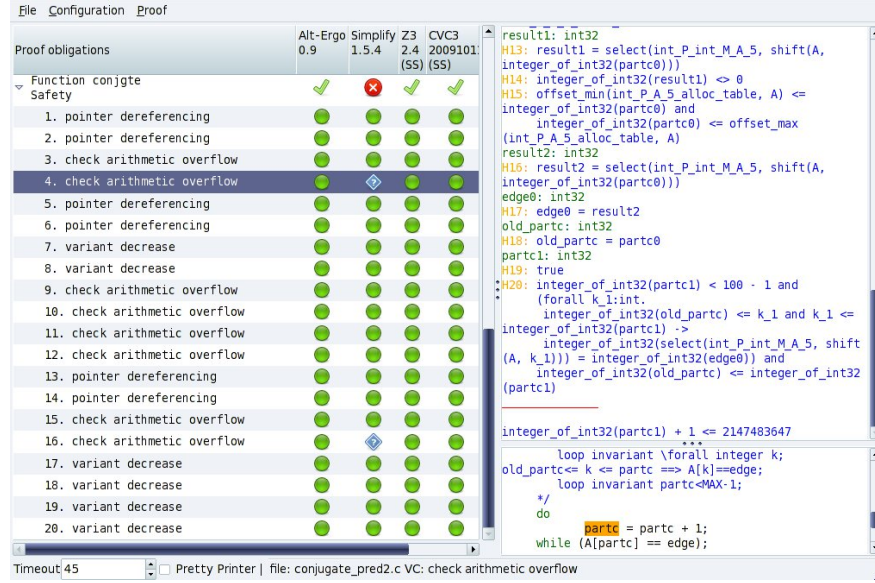 File Configuration Proof
Proof obligations
Alt-Ergo Simplify Z3 CVC3
0.9 1.5.4 2.4 2009101
(SS) (SS)
Function conjgte
Safety
1. pointer dereferencing
2. pointer dereferencing
3. check arithmetic overflow
4. check arithmetic overflow
5. pointer dereferencing
6. pointer dereferencing
7. variant decrease
8. variant decrease
9. check arithmetic overflow
10. check arithmetic overflow
11. check arithmetic overflow
12. check arithmetic overflow
13. pointer dereferencing
14. pointer dereferencing
15. check arithmetic overflow
16. check arithmetic overflow
17. variant decrease
18. variant decrease
19. variant decrease
20. variant decrease
result1: int32
H13: result1 = select(int_P_int_M_A_5, shift(A,
integer_of_int32(partc0)))
H14: integer_of_int32(result1) <> 0
H15: offset_min(int_P_A_5_alloc_table, A) <=
integer_of_int32(partc0) and
integer_of_int32(partc0) <= offset_max
(int_P_A_5_alloc_table, A)
result2: int32
H16: result2 = select(int_P_int_M_A_5, shift(A,
integer_of_int32(partc0)))
edge0: int32
H17: edge0 = result2
old_partc: int32
H18: old_partc = partc0
partc1: int32
H19: true
H20: integer_of_int32(partc1) < 100 - 1 and
(forall k_1:int.
integer_of_int32(old_partc) <= k_1 and k_1 <=
integer_of_int32(partc1) ->
integer_of_int32(select(int_P_int_M_A_5, shift
(A, k_1))) = integer_of_int32(edge0)) and
integer_of_int32(old_partc) <= integer_of_int32
(partc1)
integer_of_int32(partc1) + 1 <= 2147483647
loop invariant \forall integer k;
old_partc<= k <= partc ==> A[k]==edge;
loop invariant partc<MAX-1;
*/
do
partc = partc + 1;
while (A[partc] == edge);
Timeout 45 Pretty Printer | file: conjugate_pred2.c VC: check arithmetic overflow